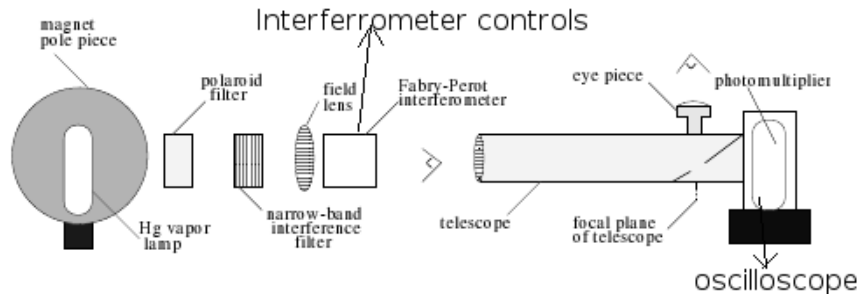 Interferrometer controls
magnet
pole piece
polaroid
filter
field
lens
Fabry-Perot
interferometer
eye piece
photomultiplier
Hg vapor
lamp
narrow-band
interference
filter
telescope
focal plane
of telescope
oscilloscope